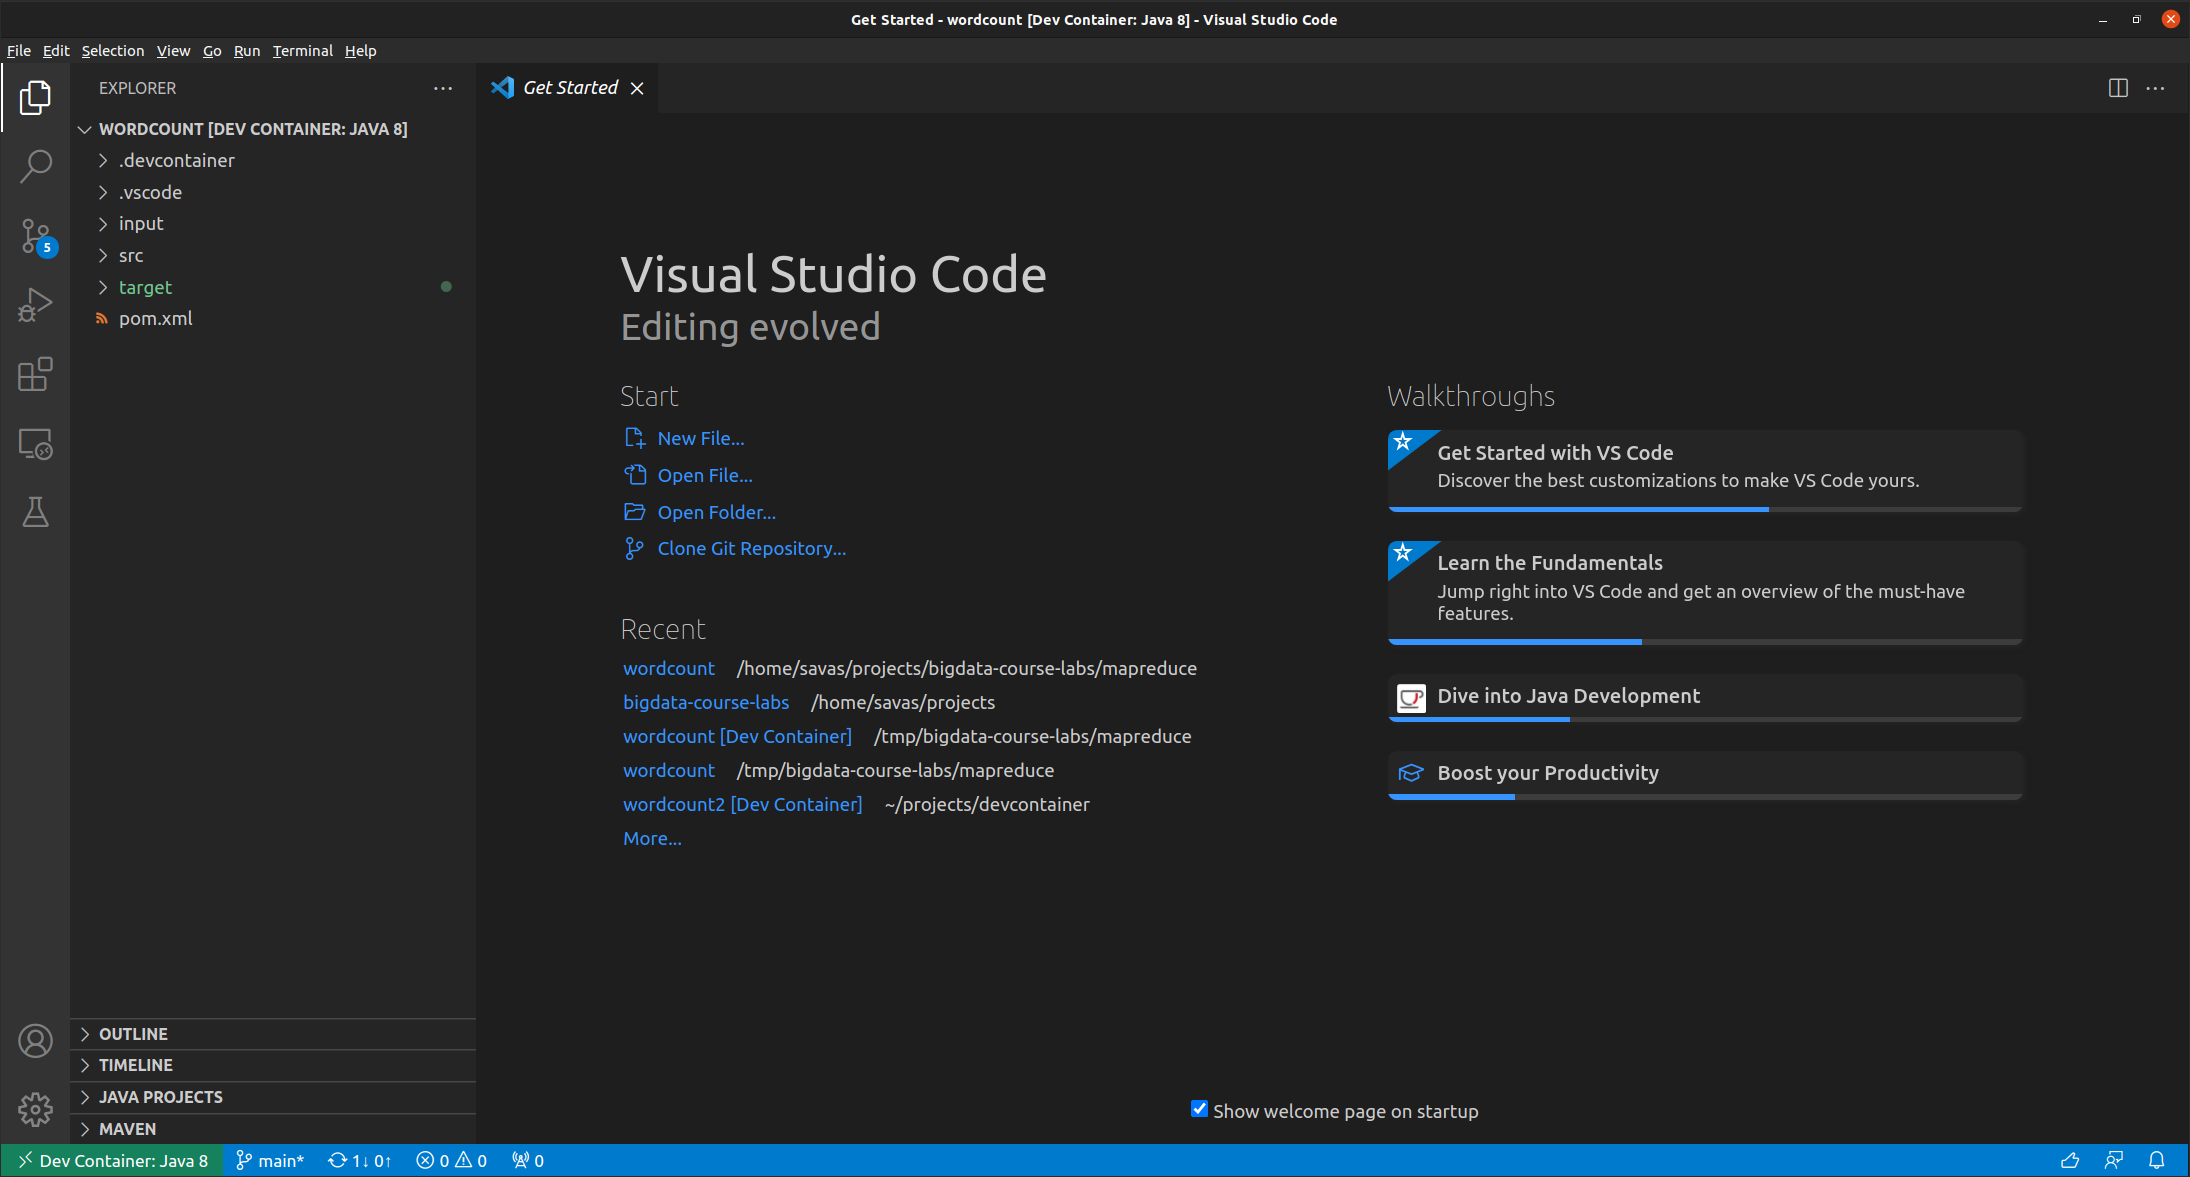 Get Started - wordcount [Dev Container: Java 8] - Visual Studio Code
File Edit Selection View Go Run Terminal Help
EXPLORER
Get Started
WORDCOUNT [DEV CONTAINER: JAVA 8]
.devcontainer
.vscode
input
src
target
pom.xml
5
Visual Studio Code
Editing evolved
Start
New File...
Open File...
Open Folder...
Clone Git Repository...
Recent
wordcount /home/savas/projects/bigdata-course-labs/mapreduce
bigdata-course-labs /home/savas/projects
wordcount [Dev Container] /tmp/bigdata-course-labs/mapreduce
wordcount /tmp/bigdata-course-labs/mapreduce
wordcount2 [Dev Container] ~/projects/devcontainer
More...
Walkthroughs
Get Started with VS Code
Discover the best customizations to make VS Code yours.
Learn the Fundamentals
Jump right into VS Code and get an overview of the must-have
features.
Dive into Java Development
Boost your Productivity
OUTLINE
TIMELINE
JAVA PROJECTS
MAVEN
Show welcome page on startup
Dev Container: Java 8 main* 1↓ 0↑ 0 0 0